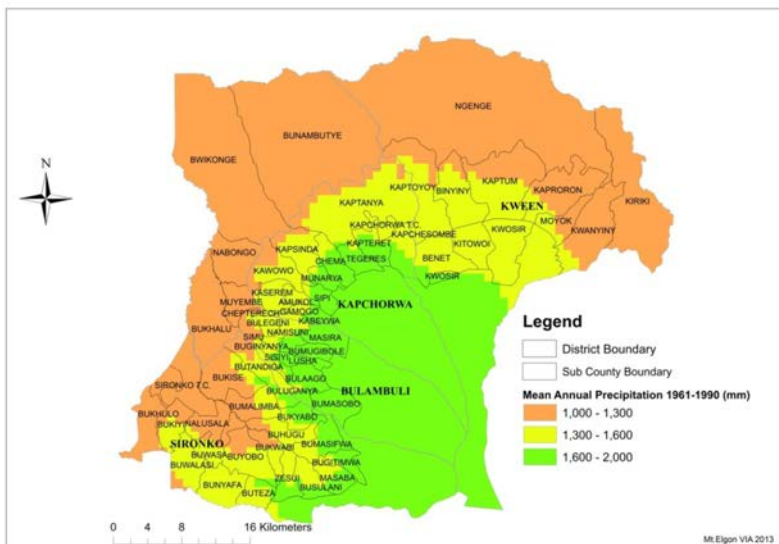 NGENGE
BUNAMBUTYE
BWIKONGE
N
KAPTOYOY
BINYINY
KAPTUM
KAPRORON
KIRIKI
KAPTANYA
KWEEN
MOYOK
KWANYINY
KWOSIR
KAPCHORWA T.C.
KAPCHESOMBE
KITOWOI
KAPTERET
NABONGO
KAPSINDA
CHEMA
TEGERES
BENET
KWOSIR
KAWOWO
MUNARYA
KASEREM
SIPI
KAPCHORWA
MUYEMBE
AMUKOL
CHEPTERECH
GAMOGO
KABEYWA
BUKHALU
BULEGENI
NAMISUNI
MASIRA
SIMU
BUGINYANYA
BUMUGIBOLE
SISIYI
LUSHA
BUTANDIGA
SIRONKO T.C.
BUKISE
BULAAGO
BULUGANYA
BULAMBULI
BUMALIMBA
BUMASOBO
BUKHULO
BUKYABO
BUKIYI
NALUSALA
BUHUGU
SIRONKO
BUKWABI
BUMASIFWA
BUWASA
BUYOBO
BUWALASI
BUGITIMWA
ZESUI
MASABA
BUNYAFA
BUTEZA
BUSULANI
Legend
District Boundary
Sub County Boundary
Mean Annual Precipitation 1961-1990 (mm)
1,000 - 1,300
1,300 - 1,600
1,600 - 2,000
0 4 8 16 Kilometers
Mt.Elgon VIA 2013